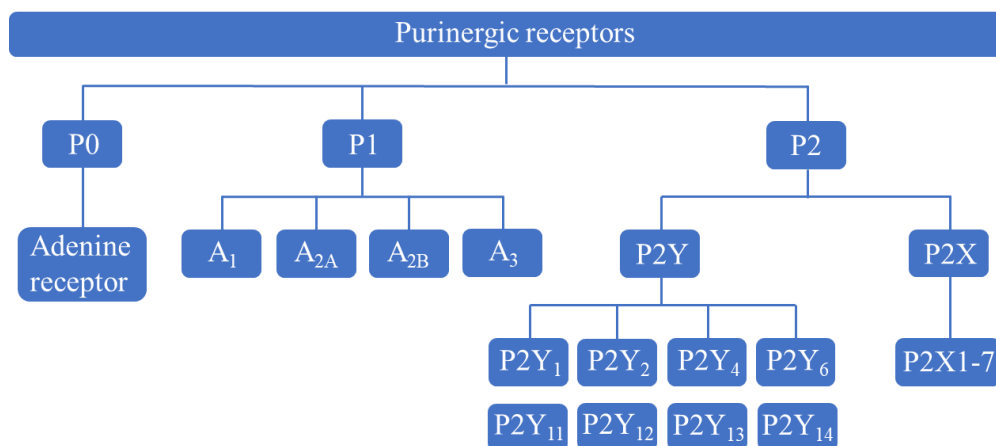 Purinergic receptors
P0
P1
P2
Adenine
receptor
A₁
A₂A
A₂B
A₃
P2Y
P2X
P2Y₁
P2Y₂
P2Y₄
P2Y₆
P2X1-7
P2Y₁₁
P2Y₁₂
P2Y₁₃
P2Y₁₄